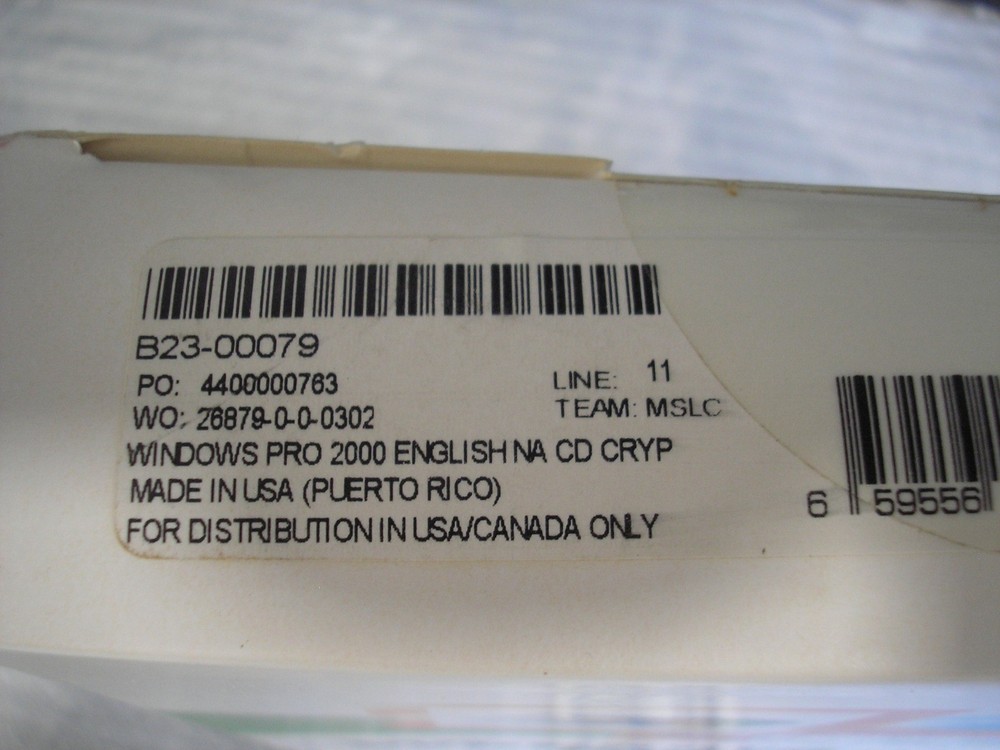 B23-00079
PO: 4400000763
WO: 26879-0-0-0302
LINE: 11
TEAM: MSLC
WINDOWS PRO 2000 ENGLISH NA CD CRYP
MADE IN USA (PUERTO RICO)
FOR DISTRIBUTION IN USA/CANADA ONLY
6 59556